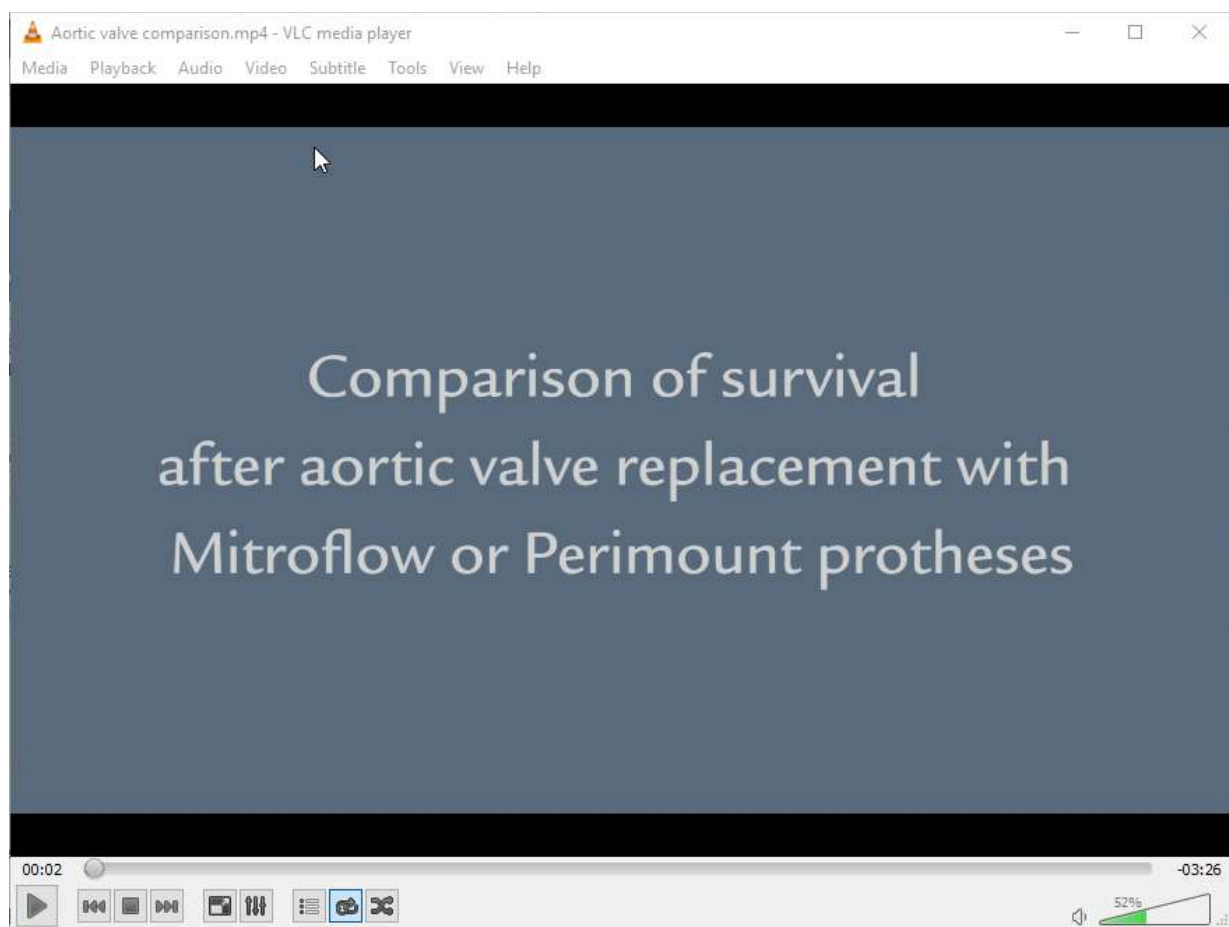 Aortic valve comparison.mp4 - VLC media player
Media Playback Audio Video Subtitle Tools View Help
Comparison of survival
after aortic valve replacement with
Mitroflow or Perimount protheses
00:02 -03:26
52%